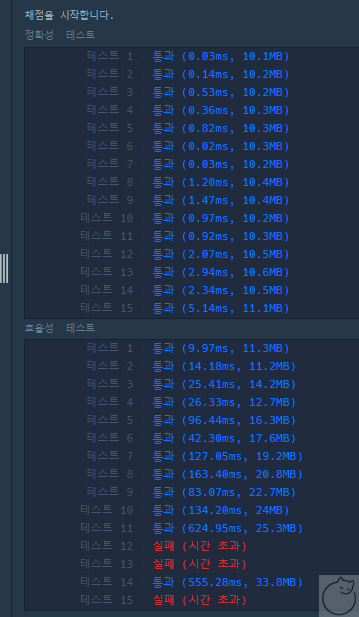 채점을 시작합니다.
정확성 테스트
테스트 1 통과 (0.03ms, 10.1MB)
테스트 2 통과 (0.14ms, 10.2MB)
테스트 3 통과 (0.53ms, 10.2MB)
테스트 4 통과 (0.36ms, 10.3MB)
테스트 5 통과 (0.82ms, 10.3MB)
테스트 6 통과 (0.02ms, 10.3MB)
테스트 7 통과 (0.03ms, 10.2MB)
테스트 8 통과 (1.20ms, 10.4MB)
테스트 9 통과 (1.47ms, 10.4MB)
테스트 10 통과 (0.97ms, 10.2MB)
테스트 11 통과 (0.92ms, 10.3MB)
테스트 12 통과 (2.07ms, 10.5MB)
테스트 13 통과 (2.94ms, 10.6MB)
테스트 14 통과 (2.34ms, 10.5MB)
테스트 15 통과 (5.14ms, 11.1MB)
효율성 테스트
테스트 1 통과 (9.97ms, 11.3MB)
테스트 2 통과 (14.18ms, 11.2MB)
테스트 3 통과 (25.41ms, 14.2MB)
테스트 4 통과 (26.33ms, 12.7MB)
테스트 5 통과 (96.44ms, 16.3MB)
테스트 6 통과 (42.30ms, 17.6MB)
테스트 7 통과 (127.05ms, 19.2MB)
테스트 8 통과 (163.40ms, 20.8MB)
테스트 9 통과 (83.07ms, 22.7MB)
테스트 10 통과 (134.20ms, 24MB)
테스트 11 통과 (624.95ms, 25.3MB)
테스트 12 실패 (시간 초과)
테스트 13 실패 (시간 초과)
테스트 14 통과 (555.28ms, 33.8MB)
테스트 15 실패 (시간 초과)